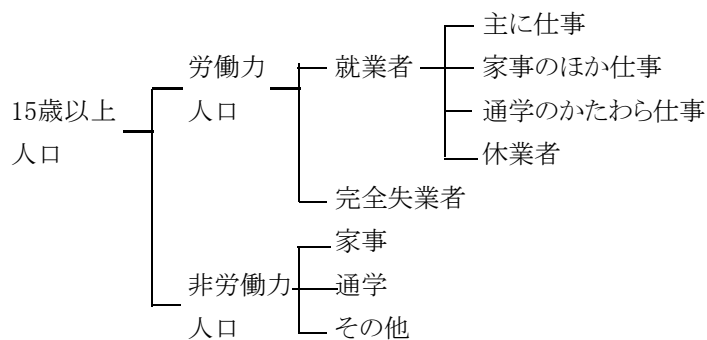 15歳以上
人口
労働力
人口
就業者
主に仕事
家事のほか仕事
通学のかたわら仕事
休業者
完全失業者
非労働力
人口
家事
通学
その他